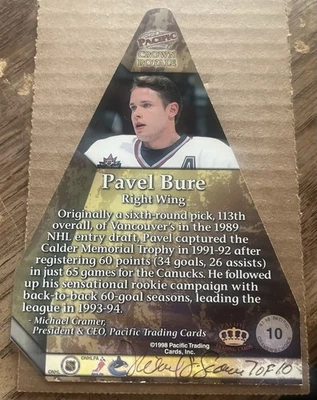 PACIFIC
CROWN
ROYALE
Pavel Bure
Right Wing
Originally a sixth-round pick, 113th
overall, of Vancouver's in the 1989
NHL entry draft, Pavel captured the
Calder Memorial Trophy in 1991-92 after
registering 60 points (34 goals, 26 assists)
in just 65 games for the Canucks. He followed
up his sensational rookie campaign with
back-to-back 60-goal seasons, leading the
league in 1993-94.
- Michael Cramer,
President & CEO, Pacific Trading Cards
10
©1998 Pacific Trading
Cards, Inc.
©NHL
©NHLPA
7 of 10